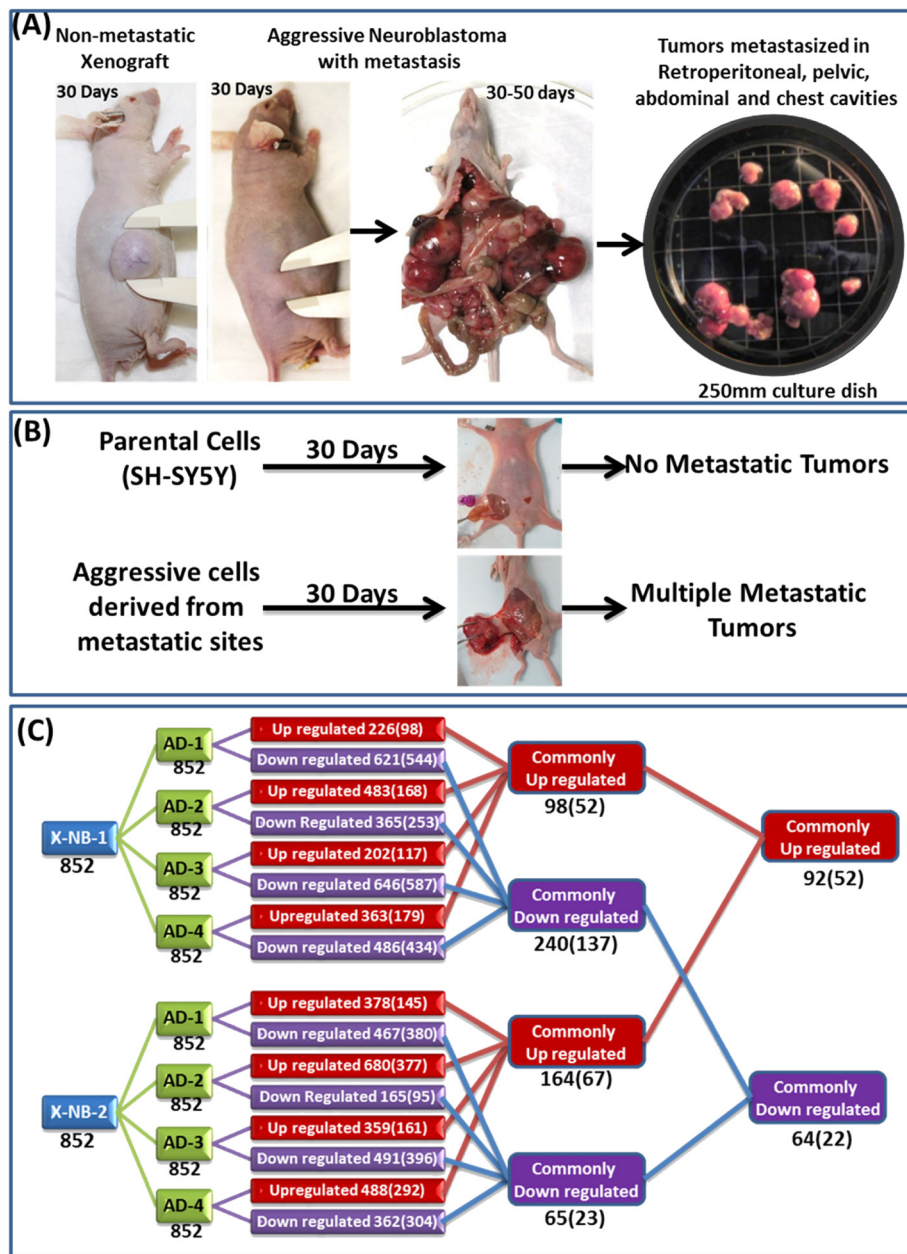 (A)
Non-metastatic
Xenograft
Aggressive Neuroblastoma
with metastasis
Tumors metastasized in
Retroperitoneal, pelvic,
abdominal and chest cavities
30 Days
30 Days
30-50 days
250mm culture dish
(B)
Parental Cells
(SH-SY5Y)
30 Days
No Metastatic Tumors
Aggressive cells
derived from
metastatic sites
30 Days
Multiple Metastatic
Tumors
(C)
X-NB-1
852
AD-1
852
Up regulated 226(98)
Down regulated 621(544)
AD-2
852
Up regulated 483(168)
Down Regulated 365(253)
AD-3
852
Up regulated 202(117)
Down regulated 646(587)
AD-4
852
Upregulated 363(179)
Down regulated 486(434)
Commonly
Up regulated
98(52)
Commonly
Down regulated
240(137)
X-NB-2
852
AD-1
852
Up regulated 378(145)
Down regulated 467(380)
AD-2
852
Up regulated 680(377)
Down Regulated 165(95)
AD-3
852
Up regulated 359(161)
Down regulated 491(396)
AD-4
852
Upregulated 488(292)
Down regulated 362(304)
Commonly
Up regulated
164(67)
Commonly
Down regulated
65(23)
Commonly
Up regulated
92(52)
Commonly
Down regulated
64(22)